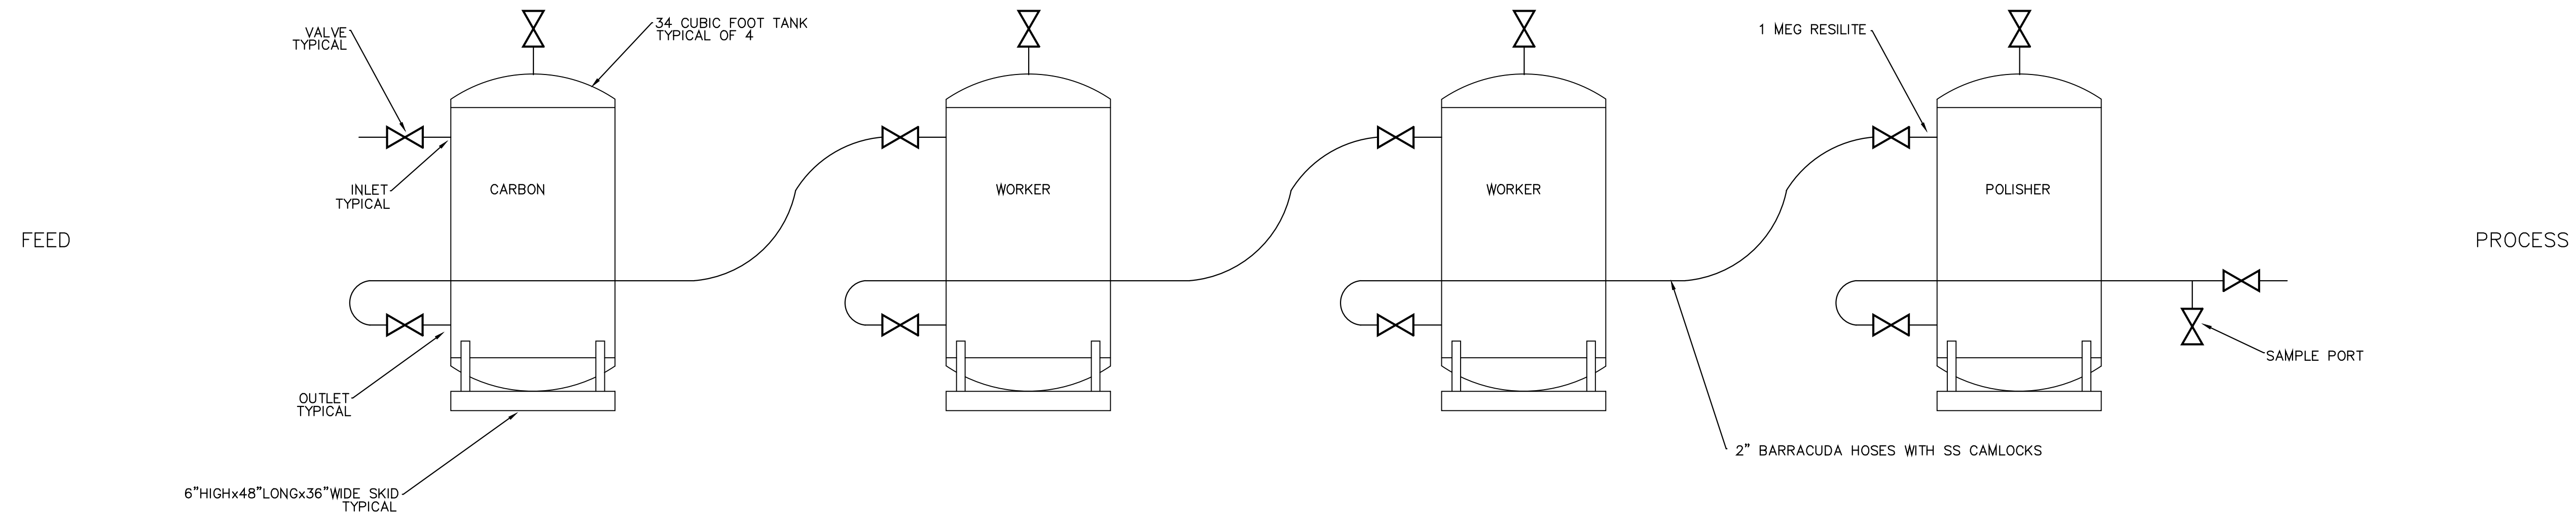 VALVE
TYPICAL
34 CUBIC FOOT TANK
TYPICAL OF 4
1 MEG RESILITE
INLET
TYPICAL
CARBON
WORKER
WORKER
POLISHER
FEED
PROCESS
OUTLET
TYPICAL
SAMPLE PORT
2” BARRACUDA HOSES WITH SS CAMLOCKS
6”HIGHx48”LONGx36”WIDE SKID
TYPICAL